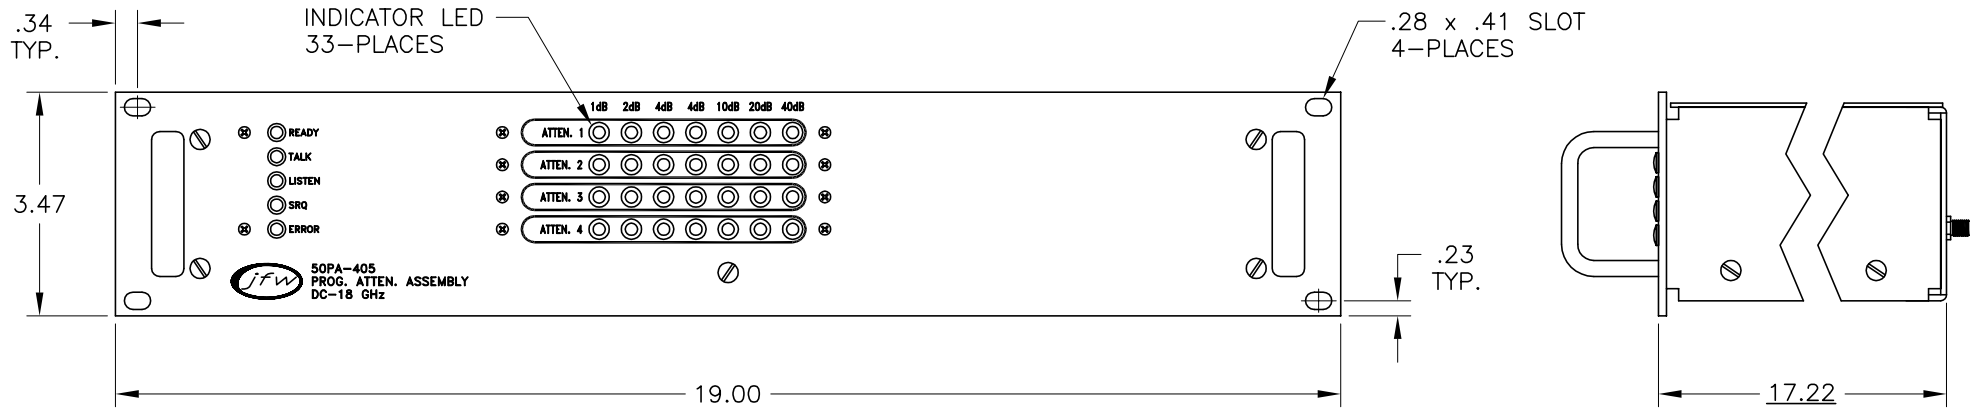 .34
TYP.
INDICATOR LED
33-PLACES
.28 x .41 SLOT
4-PLACES
1dB 2dB 4dB 4dB 10dB 20dB 40dB
READY
TALK
LISTEN
SRQ
ERROR
ATTEN. 1
ATTEN. 2
ATTEN. 3
ATTEN. 4
3.47
jfw
50PA-405
PROG. ATTEN. ASSEMBLY
DC-18 GHz
.23
TYP.
19.00
17.22